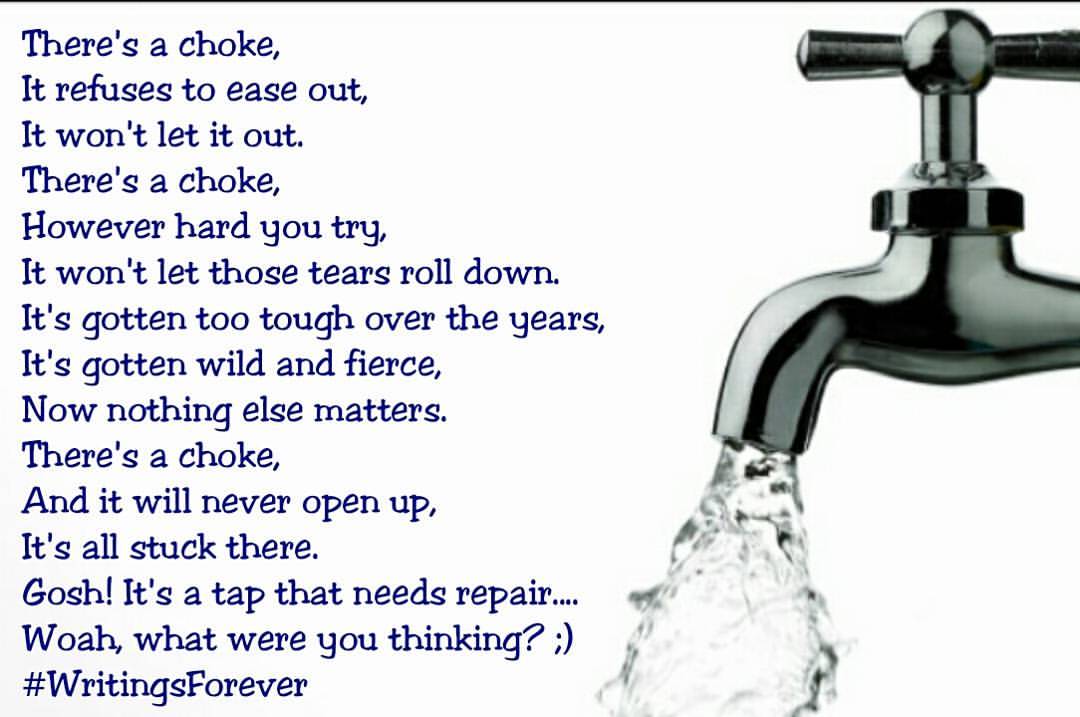 There's a choke,
It refuses to ease out,
It won't let it out.
There's a choke,
However hard you try,
It won't let those tears roll down.
It's gotten too tough over the years,
It's gotten wild and fierce,
Now nothing else matters.
There's a choke,
And it will never open up,
It's all stuck there.
Gosh! It's a tap that needs repair....
Woah, what were you thinking? ;)
#WritingsForever